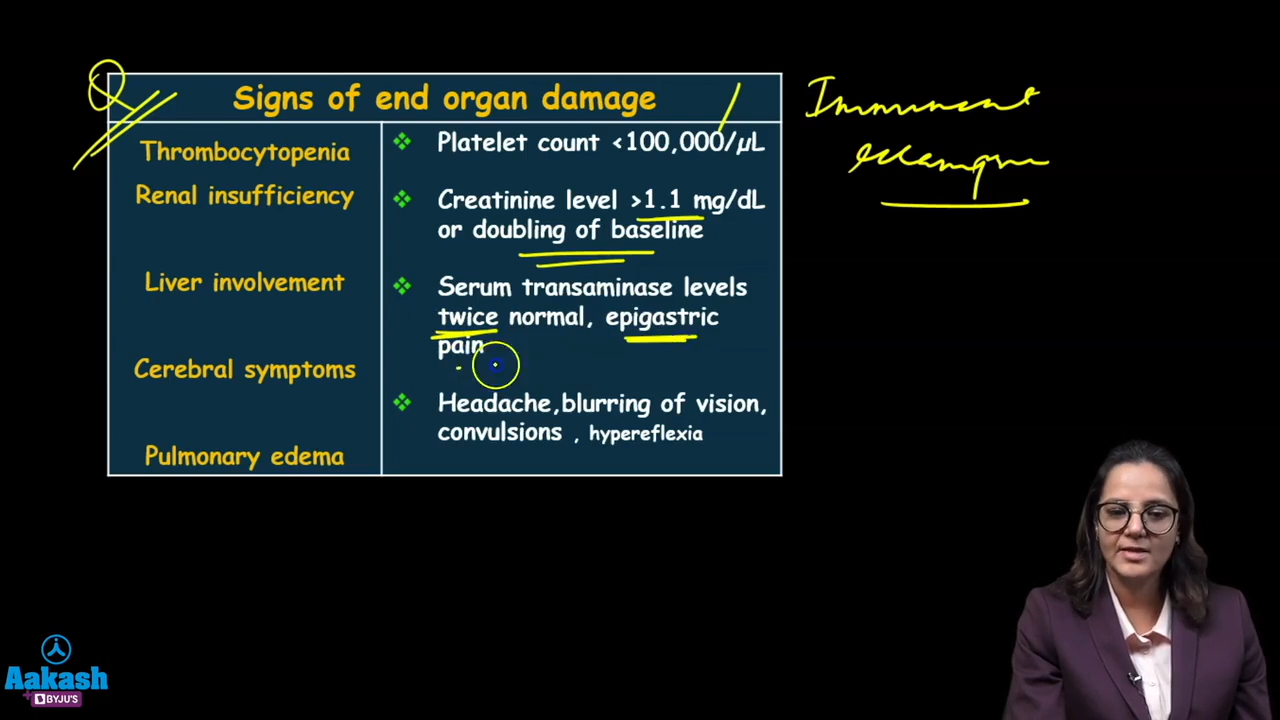 Signs of end organ damage
Thrombocytopenia
Platelet count <100,000/µL
Renal insufficiency
Creatinine level >1.1 mg/dL
or doubling of baseline
Liver involvement
Serum transaminase levels
twice normal, epigastric
pain
Cerebral symptoms
Headache,blurring of vision,
convulsions , hypereflexia
Pulmonary edema
Imminent
Aakash
BYJU'S